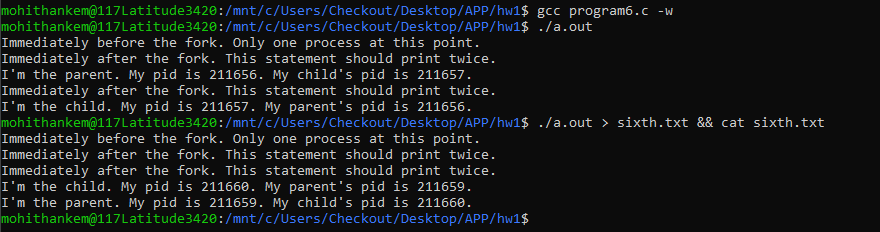 mohithankem@117Latitude3420:/mnt/c/Users/Checkout/Desktop/APP/hw1$ gcc program6.c -w
mohithankem@117Latitude3420:/mnt/c/Users/Checkout/Desktop/APP/hw1$ ./a.out
Immediately before the fork. Only one process at this point.
Immediately after the fork. This statement should print twice.
I'm the parent. My pid is 211656. My child's pid is 211657.
Immediately after the fork. This statement should print twice.
I'm the child. My pid is 211657. My parent's pid is 211656.
mohithankem@117Latitude3420:/mnt/c/Users/Checkout/Desktop/APP/hw1$ ./a.out > sixth.txt && cat sixth.txt
Immediately before the fork. Only one process at this point.
Immediately after the fork. This statement should print twice.
Immediately after the fork. This statement should print twice.
I'm the child. My pid is 211660. My parent's pid is 211659.
I'm the parent. My pid is 211659. My child's pid is 211660.
mohithankem@117Latitude3420:/mnt/c/Users/Checkout/Desktop/APP/hw1$